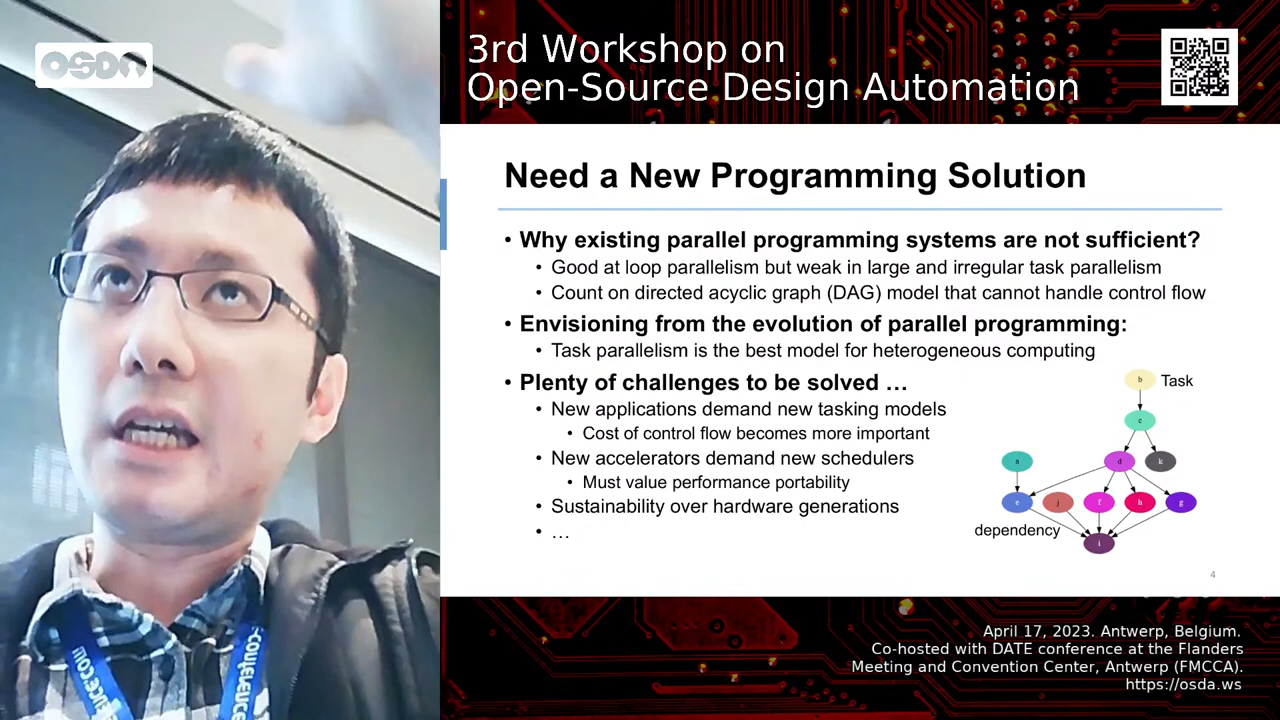 OSDA
3rd Workshop on
Open-Source Design Automation
Need a New Programming Solution
• Why existing parallel programming systems are not sufficient?
• Good at loop parallelism but weak in large and irregular task parallelism
• Count on directed acyclic graph (DAG) model that cannot handle control flow
• Envisioning from the evolution of parallel programming:
• Task parallelism is the best model for heterogeneous computing
• Plenty of challenges to be solved …
• New applications demand new tasking models
• Cost of control flow becomes more important
• New accelerators demand new schedulers
• Must value performance portability
• Sustainability over hardware generations
• …
b Task
c
a d k
e j f h g
dependency
i
4
April 17, 2023. Antwerp, Belgium.
Co-hosted with DATE conference at the Flanders
Meeting and Convention Center, Antwerp (FMCCA).
https://osda.ws